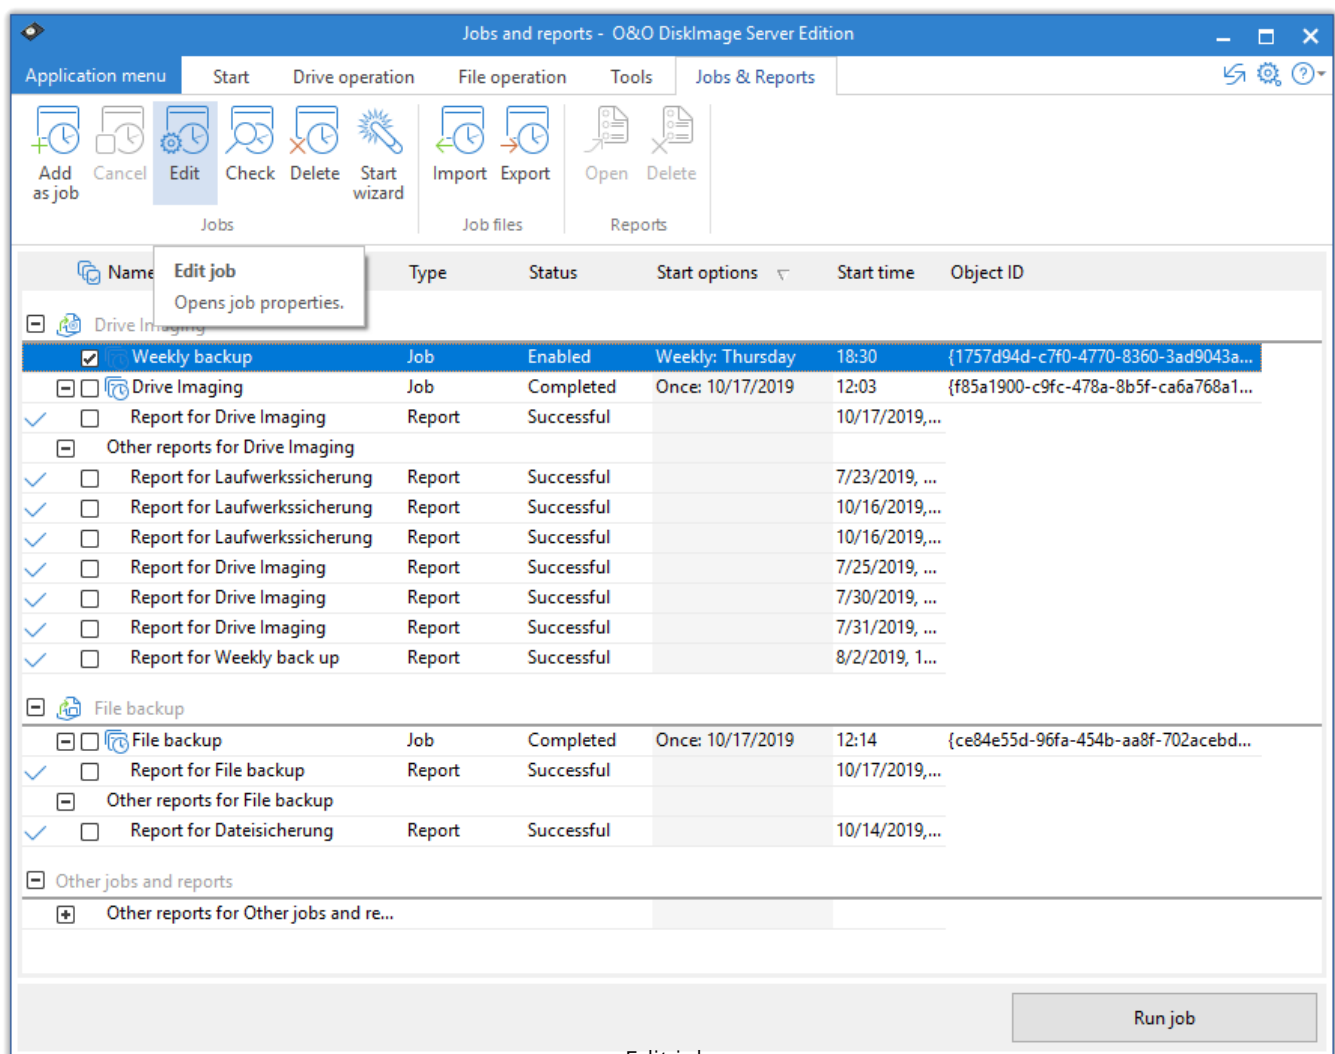 Jobs and reports - O&O DiskImage Server Edition
Application menu Start Drive operation File operation Tools Jobs & Reports
Add as job Cancel Edit Check Delete Start wizard Import Export Open Delete
Jobs Job files Reports
Name Type Status Start options Start time Object ID
Edit job
Opens job properties.
Drive Imaging
Weekly backup Job Enabled Weekly: Thursday 18:30 {1757d94d-c7f0-4770-8360-3ad9043a...
Drive Imaging Job Completed Once: 10/17/2019 12:03 {f85a1900-c9fc-478a-8b5f-ca6a768a1...
Report for Drive Imaging Report Successful 10/17/2019,...
Other reports for Drive Imaging
Report for Laufwerkssicherung Report Successful 7/23/2019, ...
Report for Laufwerkssicherung Report Successful 10/16/2019,...
Report for Laufwerkssicherung Report Successful 10/16/2019,...
Report for Drive Imaging Report Successful 7/25/2019, ...
Report for Drive Imaging Report Successful 7/30/2019, ...
Report for Drive Imaging Report Successful 7/31/2019, ...
Report for Weekly back up Report Successful 8/2/2019, 1...
File backup
File backup Job Completed Once: 10/17/2019 12:14 {ce84e55d-96fa-454b-aa8f-702acebd...
Report for File backup Report Successful 10/17/2019,...
Other reports for File backup
Report for Dateisicherung Report Successful 10/14/2019,...
Other jobs and reports
Other reports for Other jobs and re...
Run job